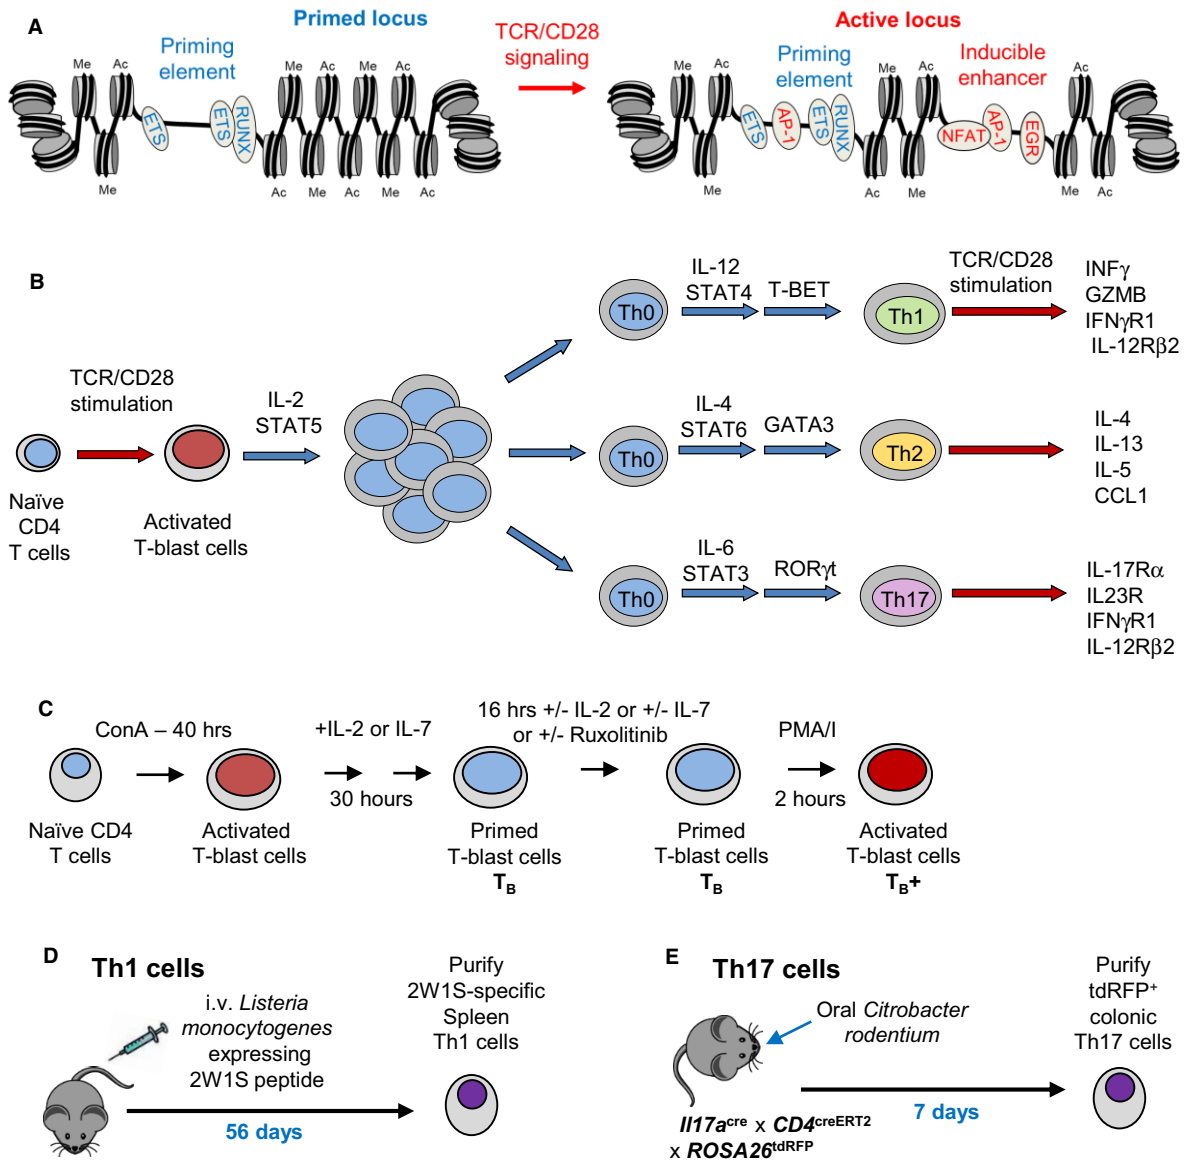 A
Primed locus
Priming
element
Me
Ac
Me
Ac
Me
Ac
ETS
ETS
RUNX
Me
Ac
Me
Ac
Me
Ac
TCR/CD28
signaling
Active locus
Priming
element
Inducible
enhancer
Me
Ac
Me
Ac
Ac
ETS
AP-1
ETS
RUNX
NFAT
AP-1
EGR
Me
Ac
Me
Me
Ac
B
Naïve
CD4
T cells
TCR/CD28
stimulation
Activated
T-blast cells
IL-2
STAT5
Th0
IL-12
STAT4
T-BET
Th1
TCR/CD28
stimulation
INFγ
GZMB
IFNγR1
IL-12Rβ2
Th0
IL-4
STAT6
GATA3
Th2
IL-4
IL-13
IL-5
CCL1
Th0
IL-6
STAT3
RORγt
Th17
IL-17Rα
IL23R
IFNγR1
IL-12Rβ2
C
ConA – 40 hrs
+IL-2 or IL-7
30 hours
16 hrs +/- IL-2 or +/- IL-7
or +/- Ruxolitinib
PMA/I
2 hours
Naïve CD4
T cells
Activated
T-blast cells
Primed
T-blast cells
TB
Primed
T-blast cells
TB
Activated
T-blast cells
TB+
D
Th1 cells
i.v. Listeria
monocytogenes
expressing
2W1S peptide
56 days
Purify
2W1S-specific
Spleen
Th1 cells
E
Th17 cells
Oral Citrobacter
rodentium
7 days
Il17acre x CD4creERT2
x ROSA26tdRFP
Purify
tdRFP+
colonic
Th17 cells